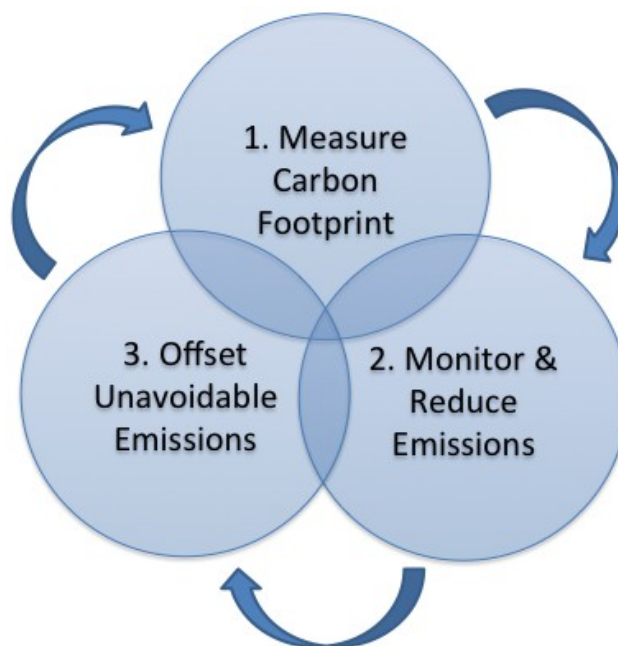 1. Measure
Carbon
Footprint
3. Offset
Unavoidable
Emissions
2. Monitor &
Reduce
Emissions